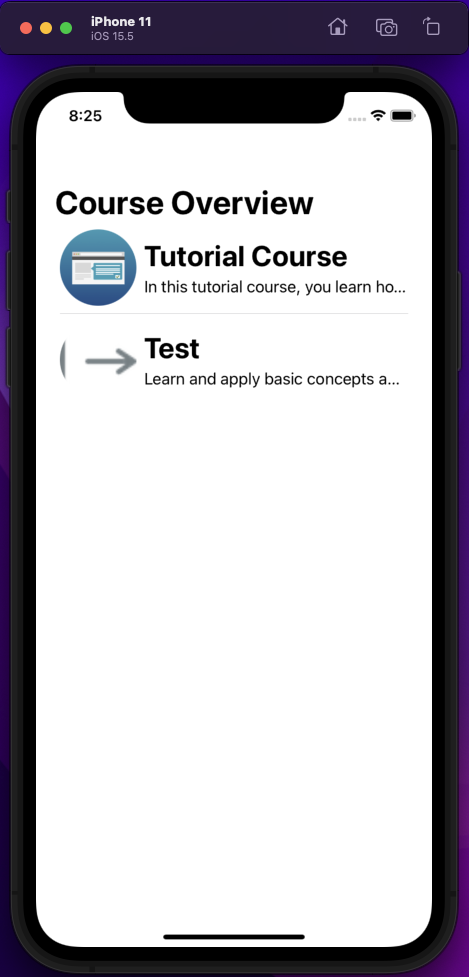 iPhone 11
iOS 15.5
8:25
Course Overview
Tutorial Course
In this tutorial course, you learn ho...
Test
Learn and apply basic concepts a...